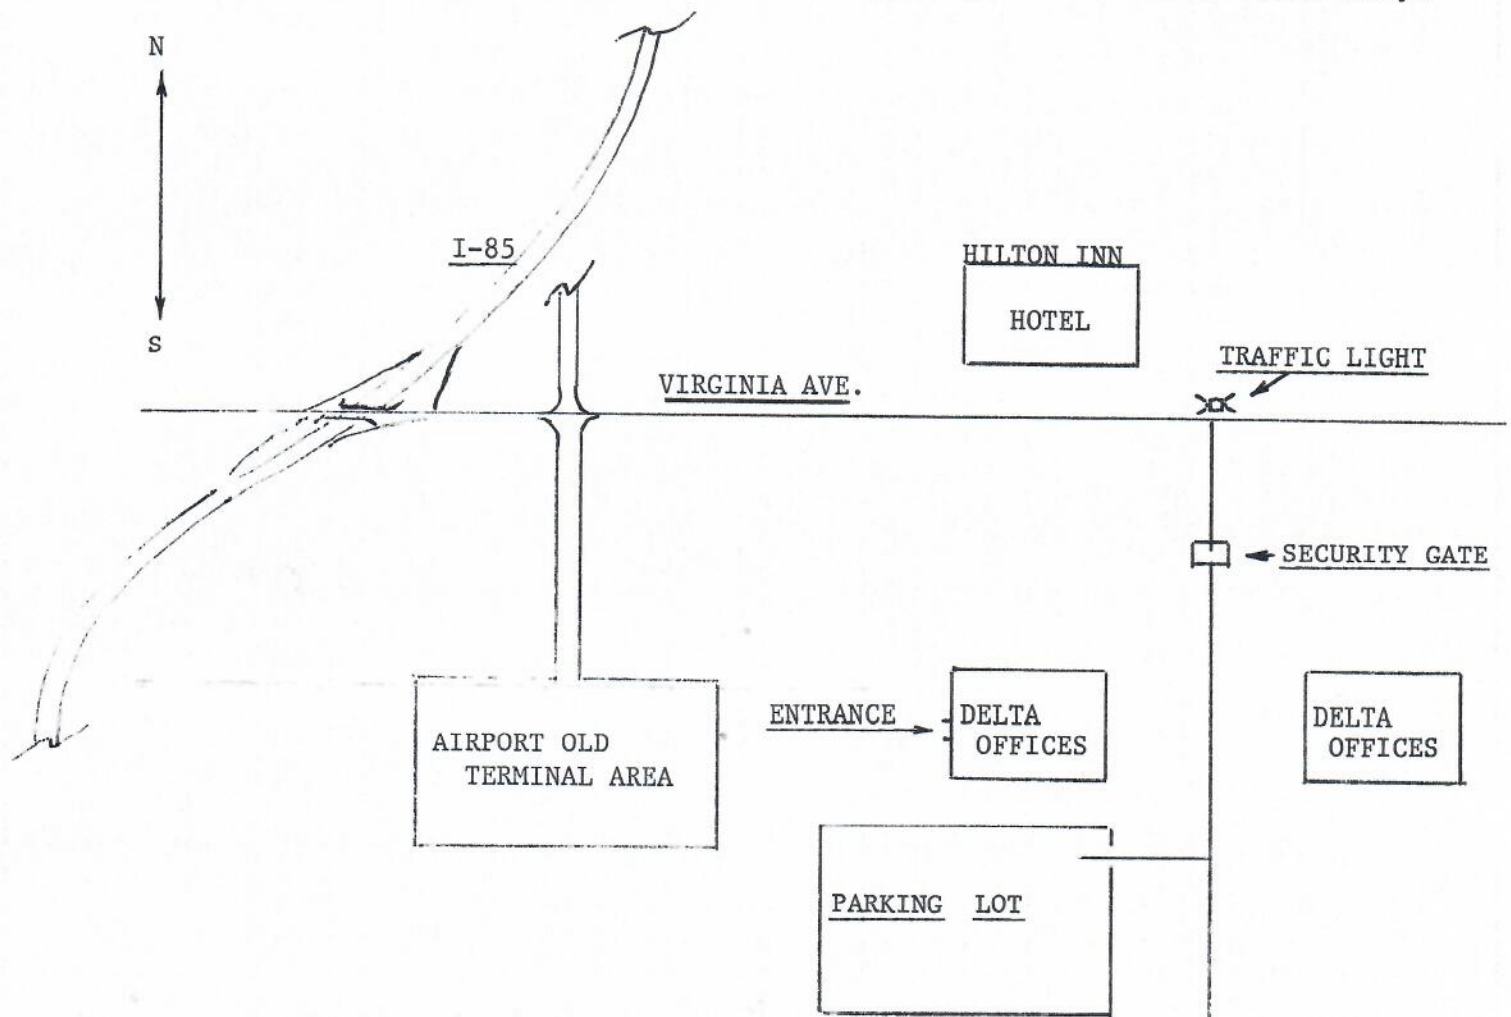 N
S
I-85
HILTON INN
HOTEL
TRAFFIC LIGHT
VIRGINIA AVE.
SECURITY GATE
AIRPORT OLD
TERMINAL AREA
ENTRANCE
DELTA
OFFICES
DELTA
OFFICES
PARKING LOT